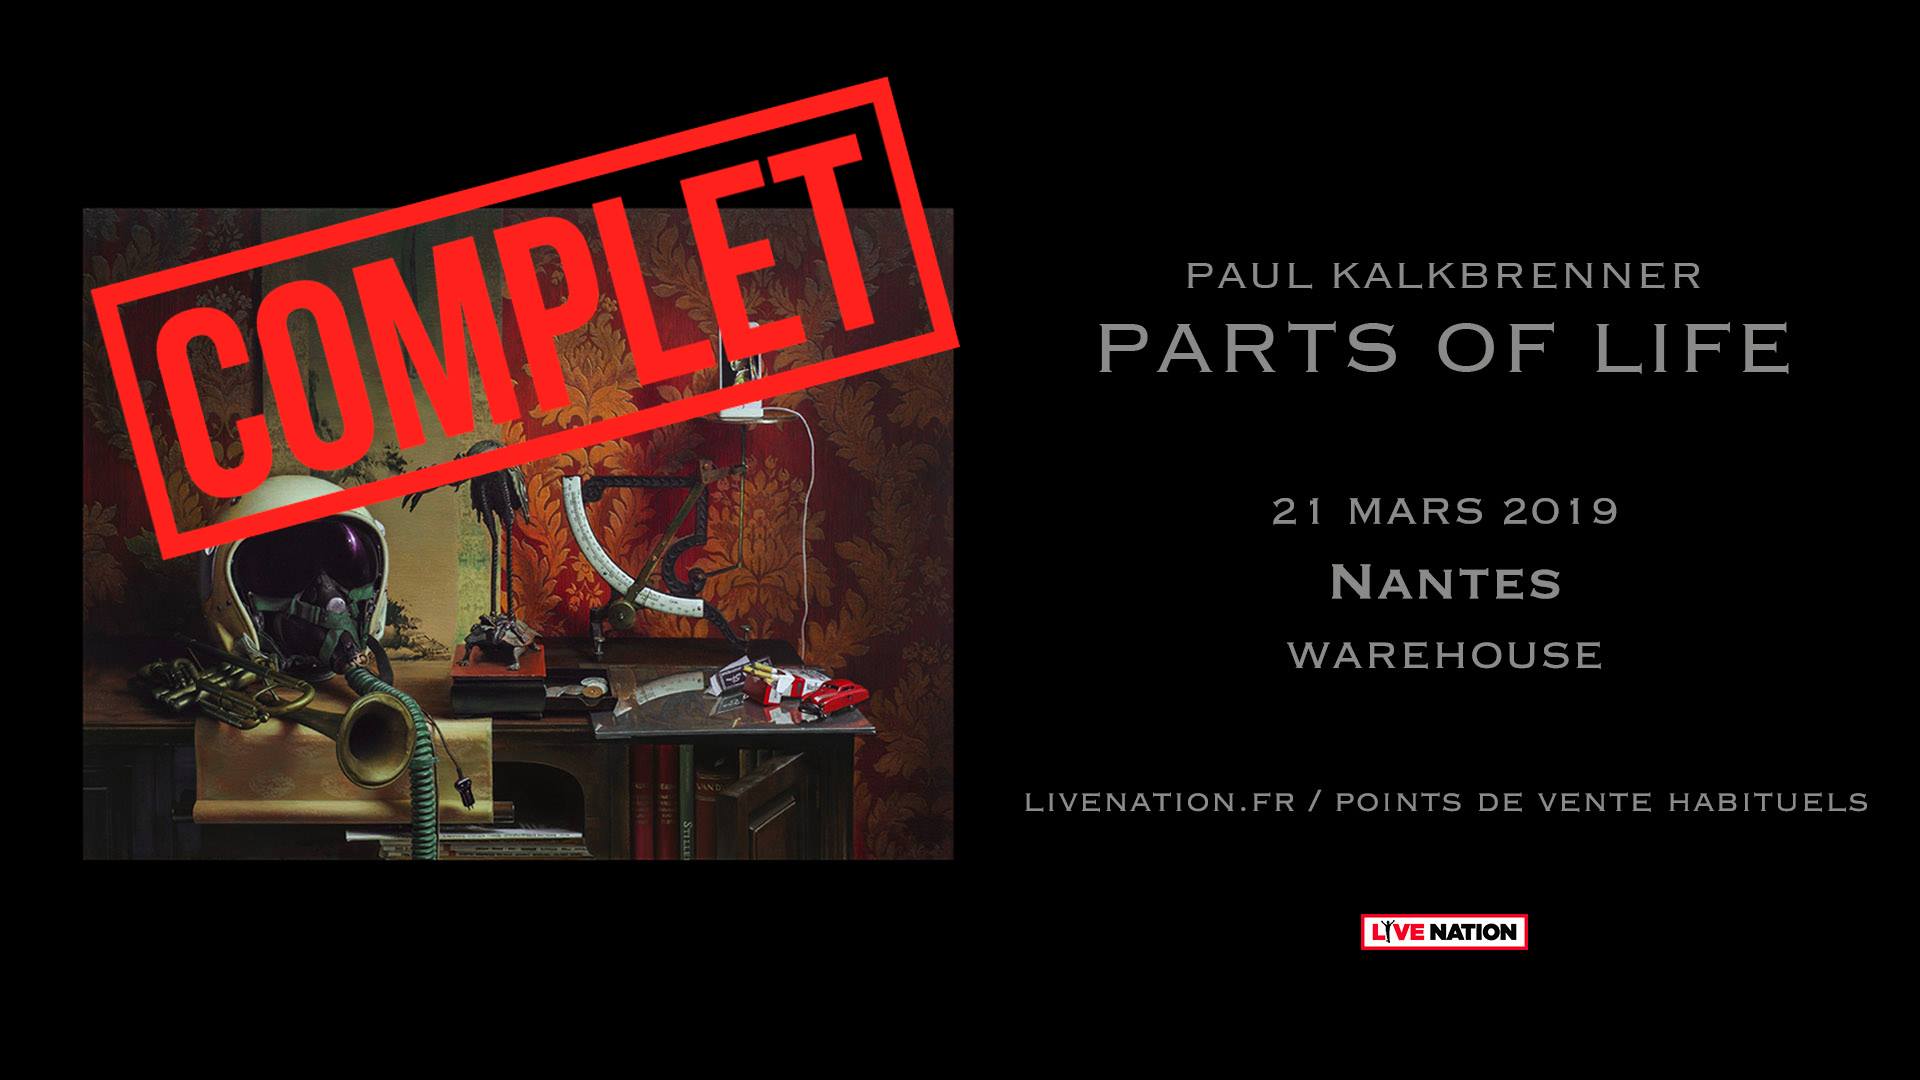 COMPLET
PAUL KALKBRENNER
PARTS OF LIFE
21 MARS 2019
NANTES
WAREHOUSE
LIVENATION.FR / POINTS DE VENTE HABITUELS
LIVE NATION